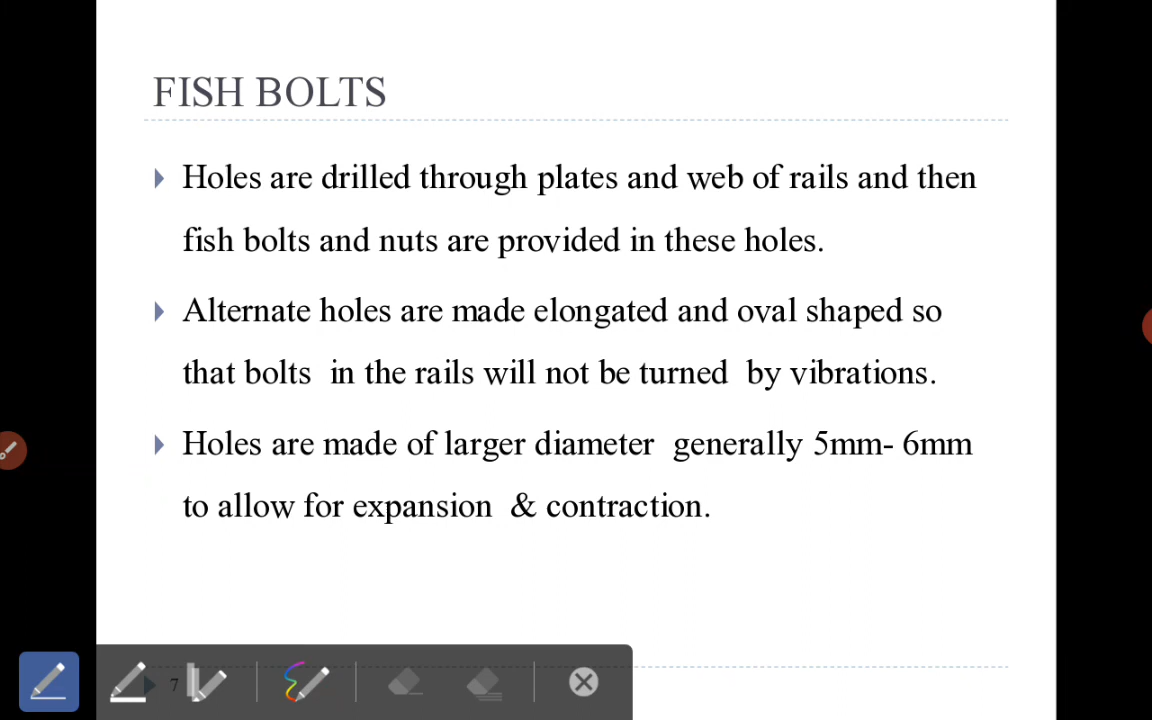 FISH BOLTS
Holes are drilled through plates and web of rails and then
fish bolts and nuts are provided in these holes.
Alternate holes are made elongated and oval shaped so
that bolts in the rails will not be turned by vibrations.
Holes are made of larger diameter generally 5mm- 6mm
to allow for expansion & contraction.
7